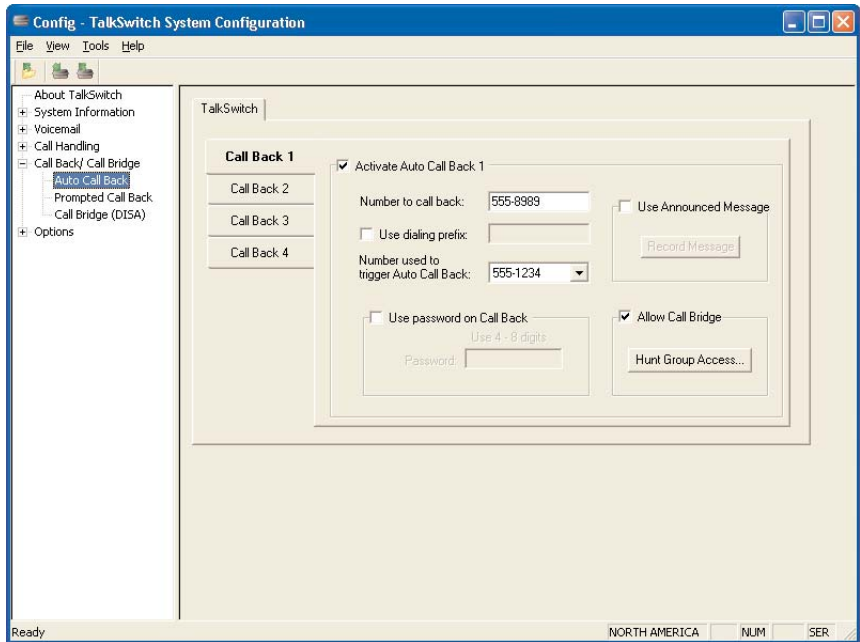 Config - TalkSwitch System Configuration
File View Tools Help
About TalkSwitch
System Information
Voicemail
Call Handling
Call Back/ Call Bridge
Auto Call Back
Prompted Call Back
Call Bridge (DISA)
Options
TalkSwitch
Call Back 1
Call Back 2
Call Back 3
Call Back 4
Activate Auto Call Back 1
Number to call back: 555-8989
Use dialing prefix:
Number used to
trigger Auto Call Back: 555-1234
Use Announced Message
Record Message
Use password on Call Back
Use 4 - 8 digits
Password:
Allow Call Bridge
Hunt Group Access...
Ready
NORTH AMERICA NUM SER